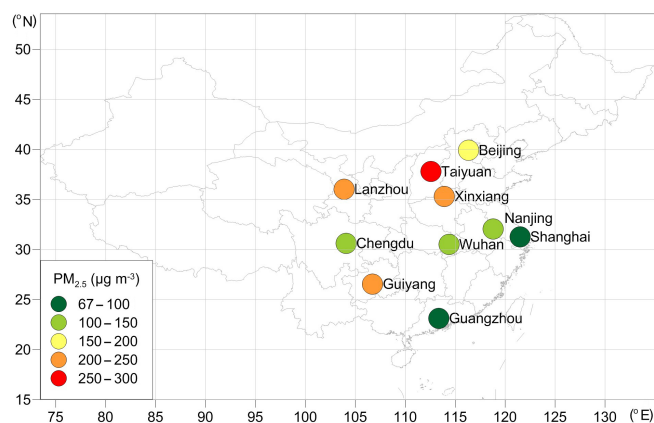 (°N)
50
45
40
35
30
25
20
15
Beijing
Taiyuan
Lanzhou
Xinxiang
Nanjing
Shanghai
Chengdu
Wuhan
Guiyang
Guangzhou
PM2.5 (μg m-3)
67–100
100–150
150–200
200–250
250–300
75 80 85 90 95 100 105 110 115 120 125 130 (°E)